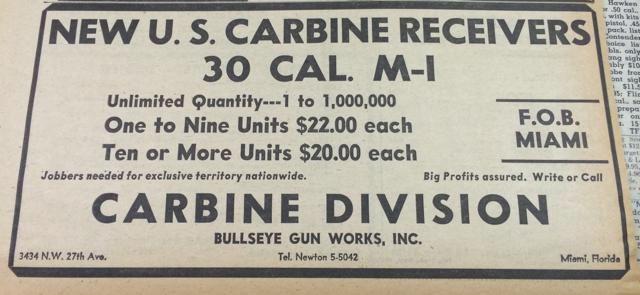 NEW U. S. CARBINE RECEIVERS
30 CAL. M-1
Unlimited Quantity---1 to 1,000,000
One to Nine Units $22.00 each
Ten or More Units $20.00 each
F.O.B.
MIAMI
Jobbers needed for exclusive territory nationwide.
Big Profits assured. Write or Call
CARBINE DIVISION
BULLSEYE GUN WORKS, INC.
3434 N.W. 27th Ave.
Tel. Newton 5-5042
Miami, Florida